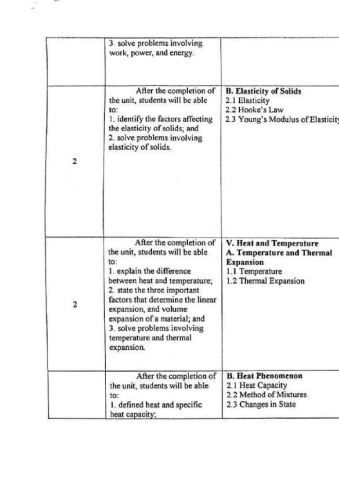 3. solve problems involving
work, power, and energy.
2
After the completion of
the unit, students will be able
to:
1. identify the factors affecting
the elasticity of solids; and
2. solve problems involving
elasticity of solids.
B. Elasticity of Solids
2.1 Elasticity
2.2 Hooke's Law
2.3 Young's Modulus of Elasticity
2
After the completion of
the unit, students will be able
to:
1. explain the difference
between heat and temperature;
2. state the three important
factors that determine the linear
expansion, and volume
expansion of a material; and
3. solve problems involving
temperature and thermal
expansion.
V. Heat and Temperature
A. Temperature and Thermal
Expansion
1.1 Temperature
1.2 Thermal Expansion
After the completion of
the unit, students will be able
to:
1. defined heat and specific
heat capacity;
B. Heat Phenomenon
2.1 Heat Capacity
2.2 Method of Mixtures
2.3 Changes in State